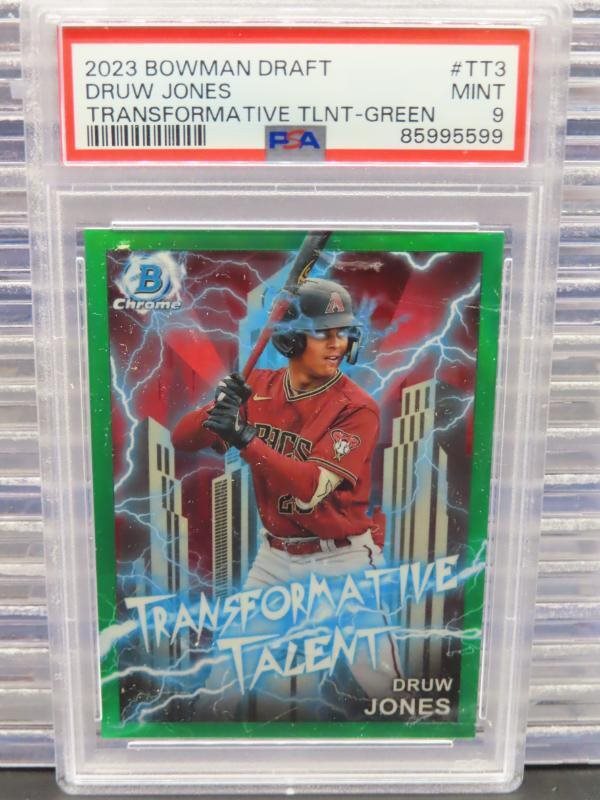 2023 BOWMAN DRAFT #TT3
DRUW JONES MINT
TRANSFORMATIVE TLNT-GREEN 9
PSA 85995599
B
Chrome
A
TRANSFORMATIVE
TALENT
DRUW
JONES